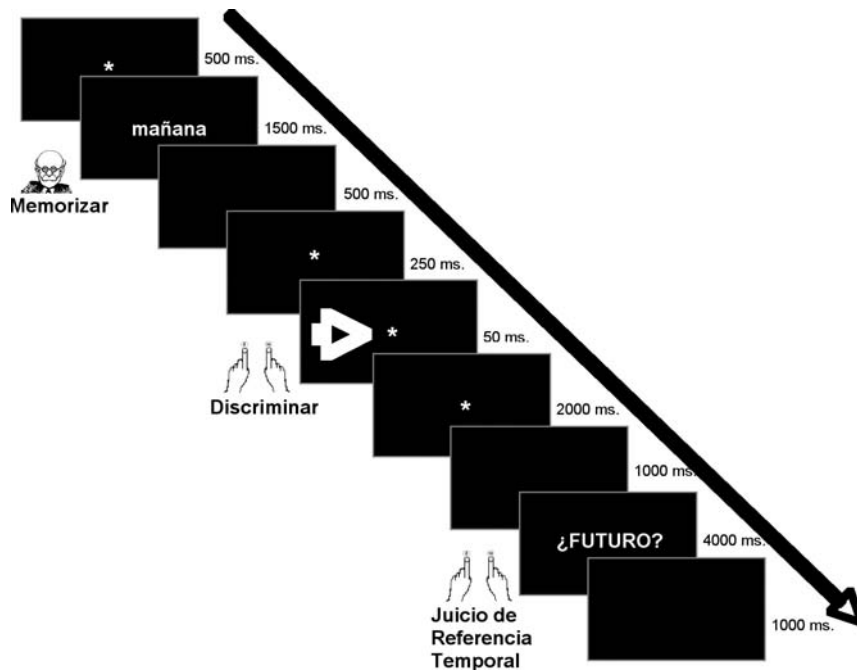 *
500 ms.
mañana
1500 ms.
Memorizar
500 ms.
*
250 ms.
*
50 ms.
Discriminar
*
2000 ms.
1000 ms.
¿FUTURO?
4000 ms.
Juicio de
Referencia
Temporal
1000 ms.